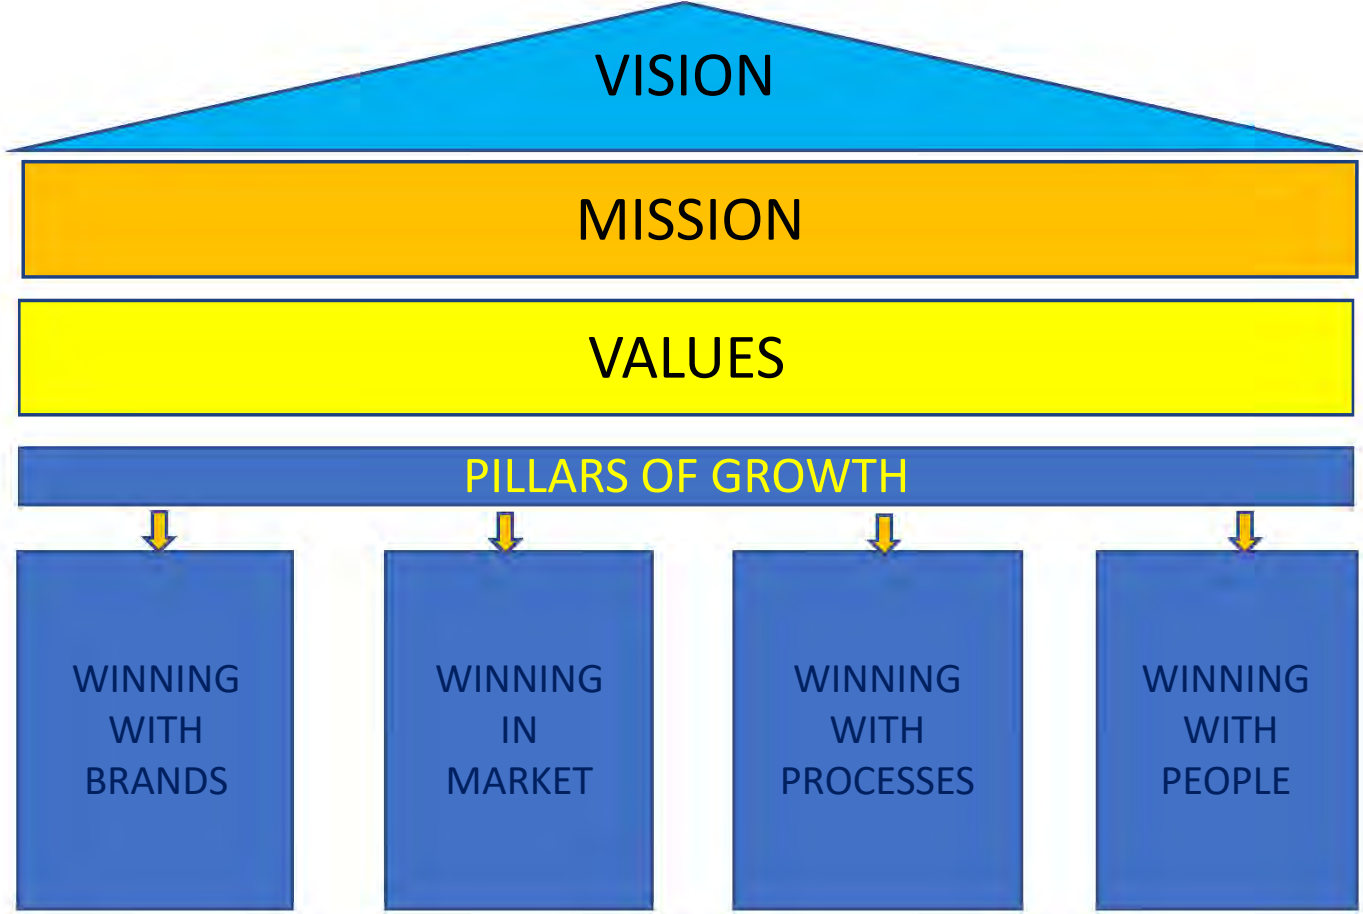 VISION
MISSION
VALUES
PILLARS OF GROWTH
WINNING
WITH
BRANDS
WINNING
IN
MARKET
WINNING
WITH
PROCESSES
WINNING
WITH
PEOPLE